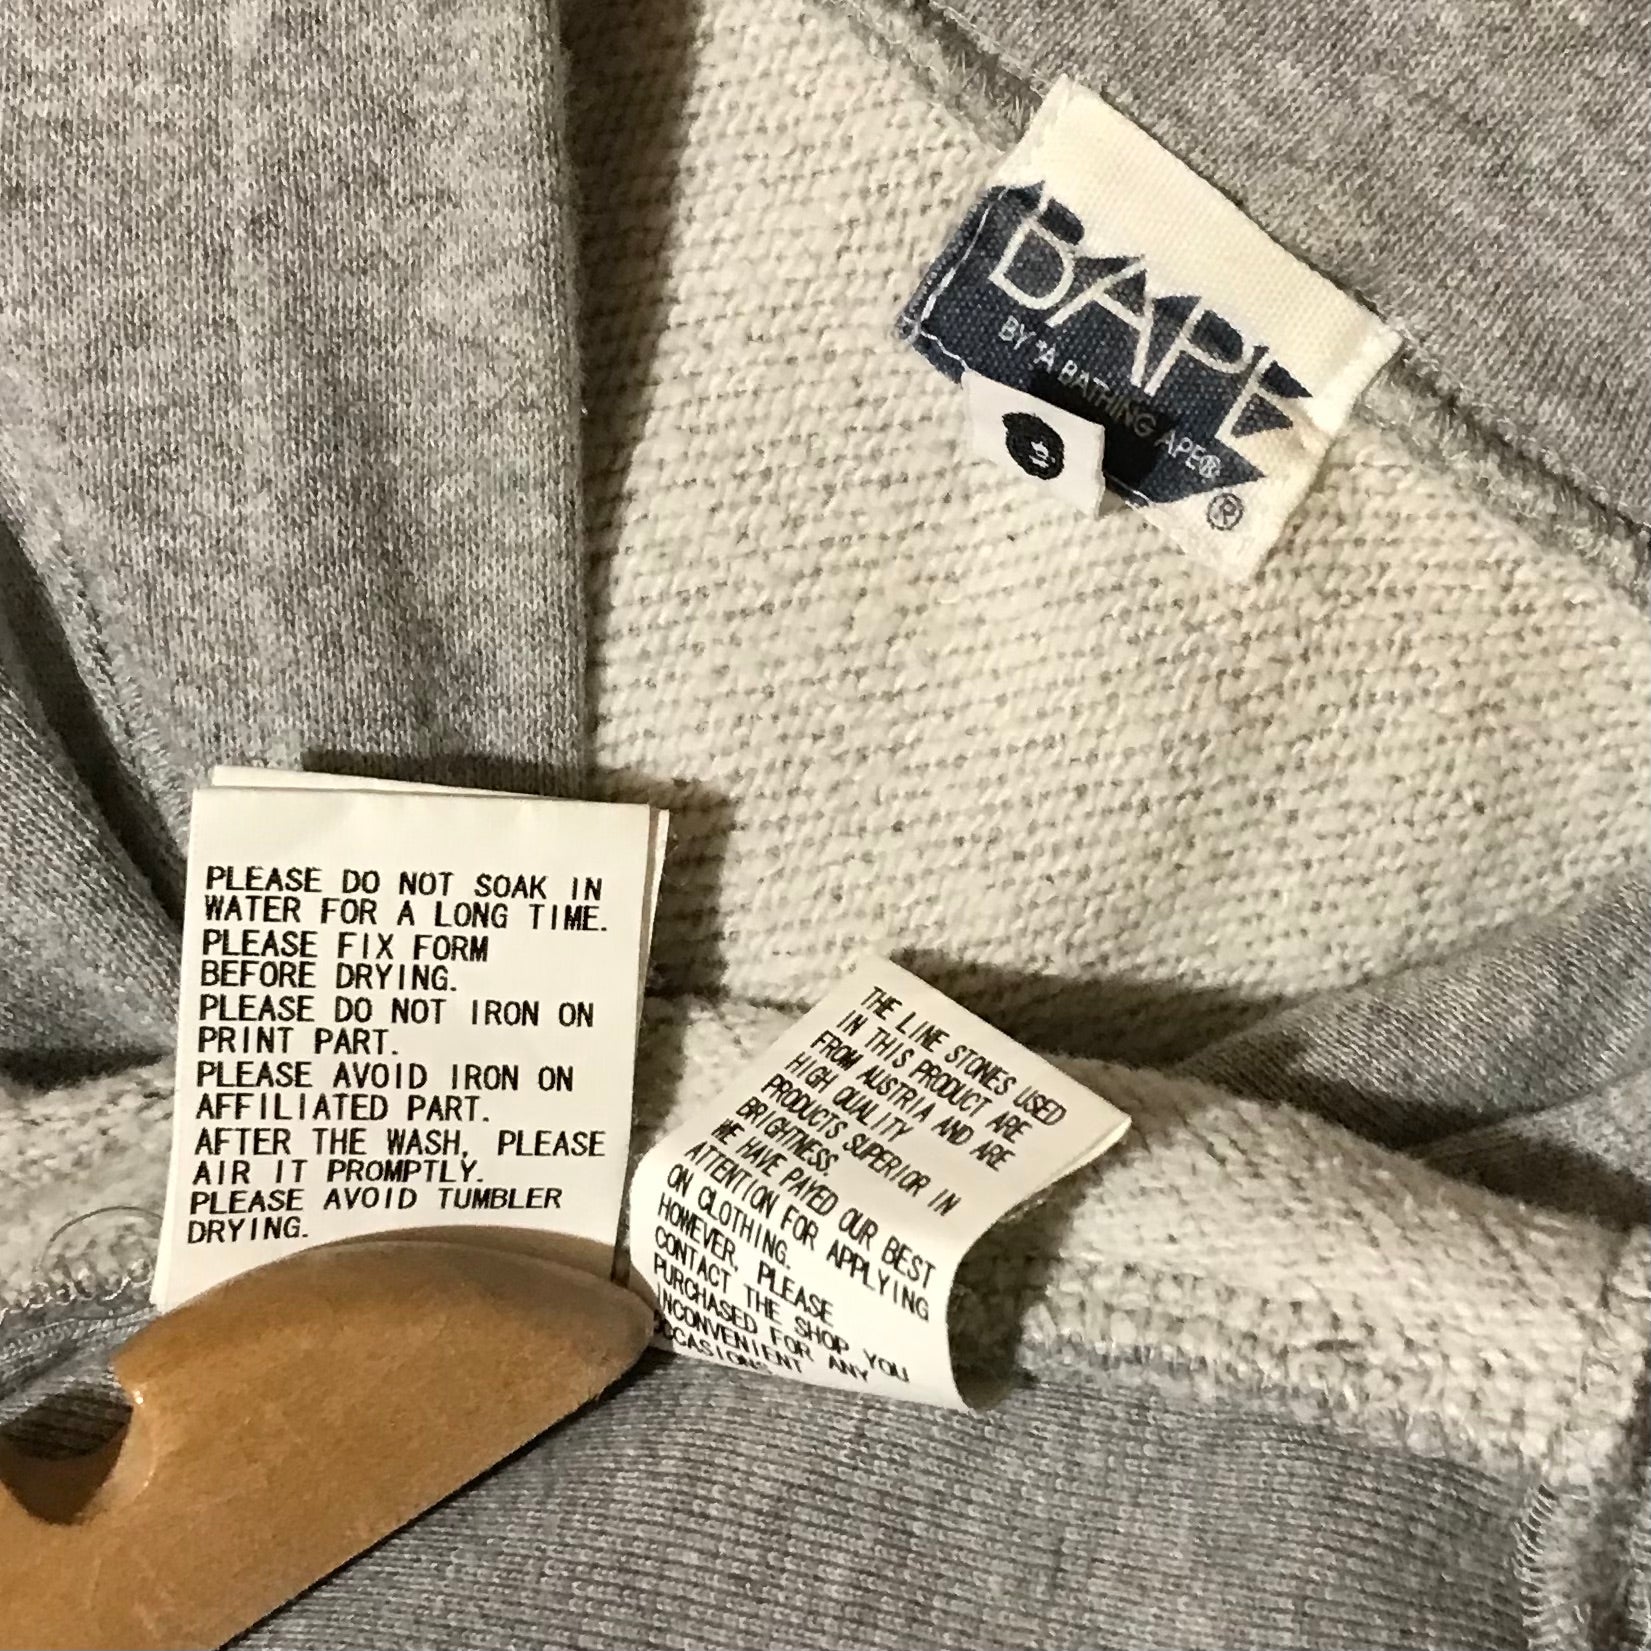 BAPE
BY "A BATHING APE®
®
2
PLEASE DO NOT SOAK IN
WATER FOR A LONG TIME.
PLEASE FIX FORM
BEFORE DRYING.
PLEASE DO NOT IRON ON
PRINT PART.
PLEASE AVOID IRON ON
AFFILIATED PART.
AFTER THE WASH, PLEASE
AIR IT PROMPTLY.
PLEASE AVOID TUMBLER
DRYING.
THE LINE STONES USED
IN THIS PRODUCT ARE
FROM AUSTRIA AND ARE
HIGH QUALITY
PRODUCTS SUPERIOR IN
BRIGHTNESS.
WE HAVE PAYED OUR BEST
ATTENTION FOR APPLYING
ON CLOTHING.
HOWEVER, PLEASE
CONTACT THE SHOP YOU
PURCHASED FOR ANY
INCONVENIENT
OCCASIONS